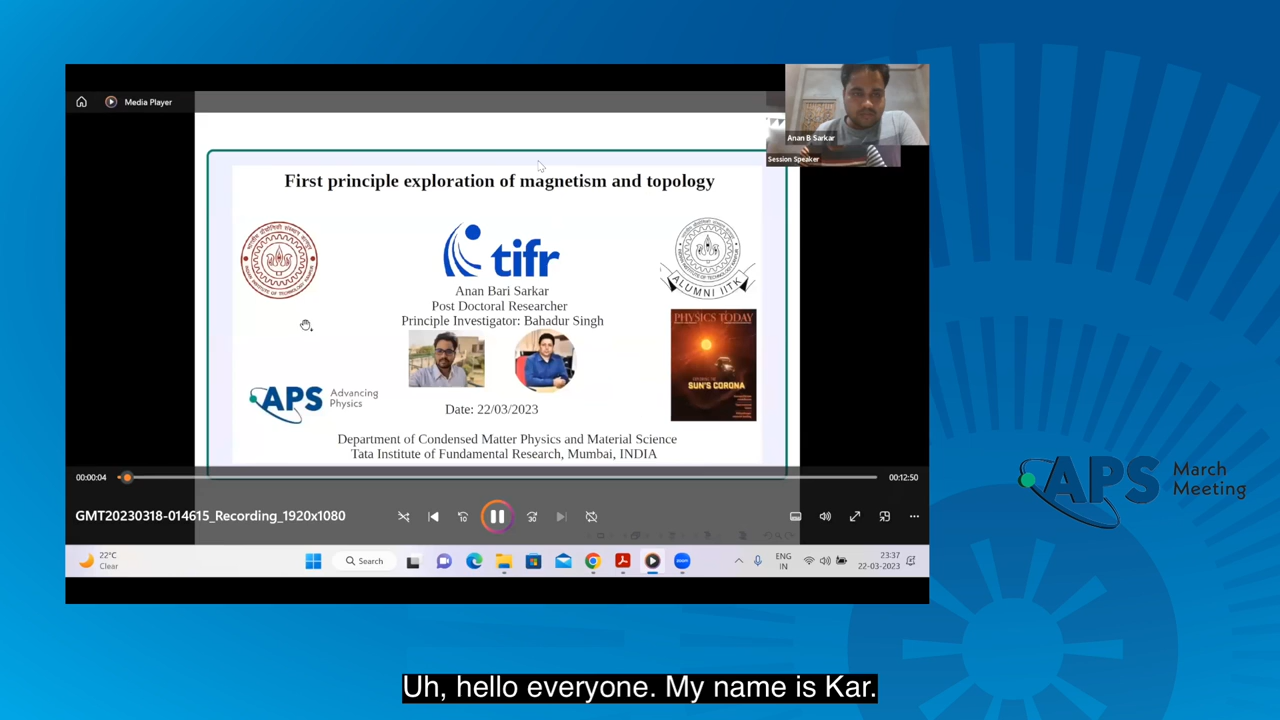 Media Player
Anan B Sarkar
Session Speaker
First principle exploration of magnetism and topology
tifr
ALUMNI IITK
Anan Bari Sarkar
Post Doctoral Researcher
Principle Investigator: Bahadur Singh
PHYSICS TODAY
SUN'S CORONA
APS Advancing
Physics
Date: 22/03/2023
Department of Condensed Matter Physics and Material Science
Tata Institute of Fundamental Research, Mumbai, INDIA
00:00:04
00:12:50
GMT20230318-014615_Recording_1920x1080
10
30
22°C
Clear
Search
ENG
IN
23:37
22-03-2023
APS March
Meeting
Uh, hello everyone. My name is Kar.